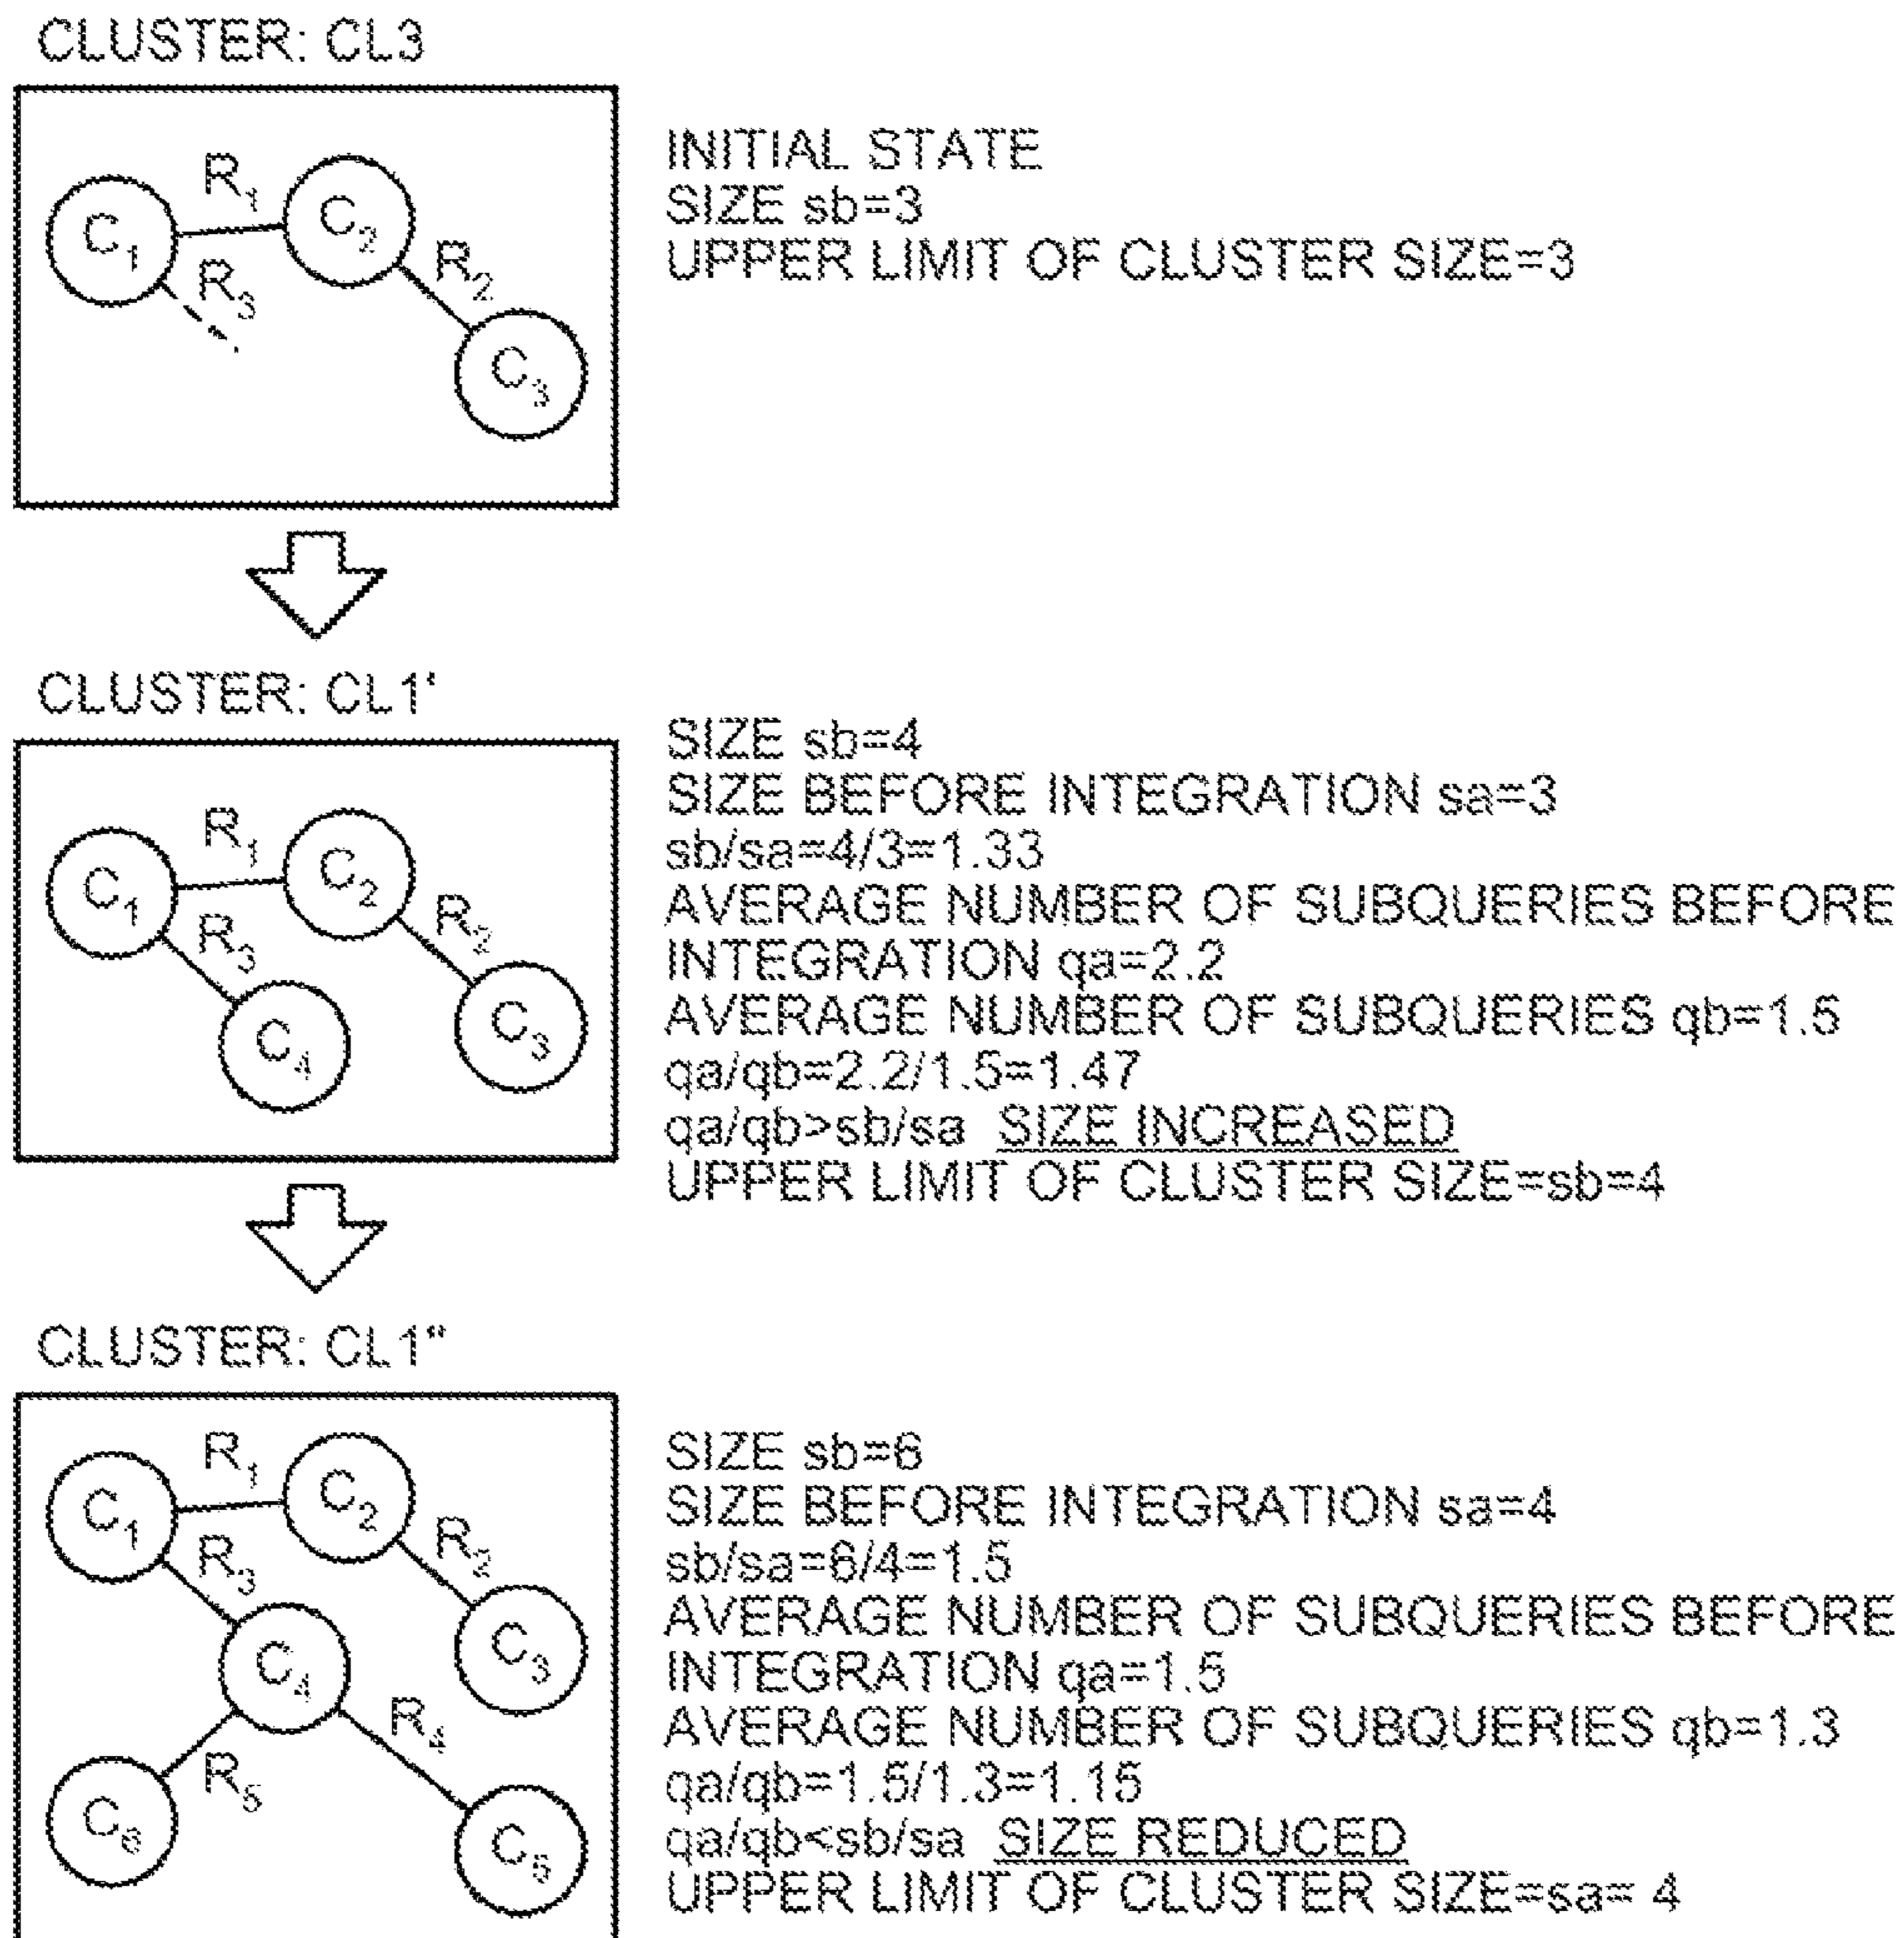 CLUSTER: CL3
C1
R1
C2
R3
R2
C3
INITIAL STATE
SIZE sb=3
UPPER LIMIT OF CLUSTER SIZE=3
CLUSTER: CL1'
C1
R1
C2
R3
R2
C4
C3
SIZE sb=4
SIZE BEFORE INTEGRATION sa=3
sb/sa=4/3=1.33
AVERAGE NUMBER OF SUBQUERIES BEFORE
INTEGRATION qa=2.2
AVERAGE NUMBER OF SUBQUERIES qb=1.5
qa/qb=2.2/1.5=1.47
qa/qb>sb/sa SIZE INCREASED
UPPER LIMIT OF CLUSTER SIZE=sb=4
CLUSTER: CL1"
C1
R1
C2
R3
R2
C4
C3
R4
R5
C6
C5
SIZE sb=6
SIZE BEFORE INTEGRATION sa=4
sb/sa=6/4=1.5
AVERAGE NUMBER OF SUBQUERIES BEFORE
INTEGRATION qa=1.5
AVERAGE NUMBER OF SUBQUERIES qb=1.3
qa/qb=1.5/1.3=1.15
qa/qb<sb/sa SIZE REDUCED
UPPER LIMIT OF CLUSTER SIZE=sa= 4